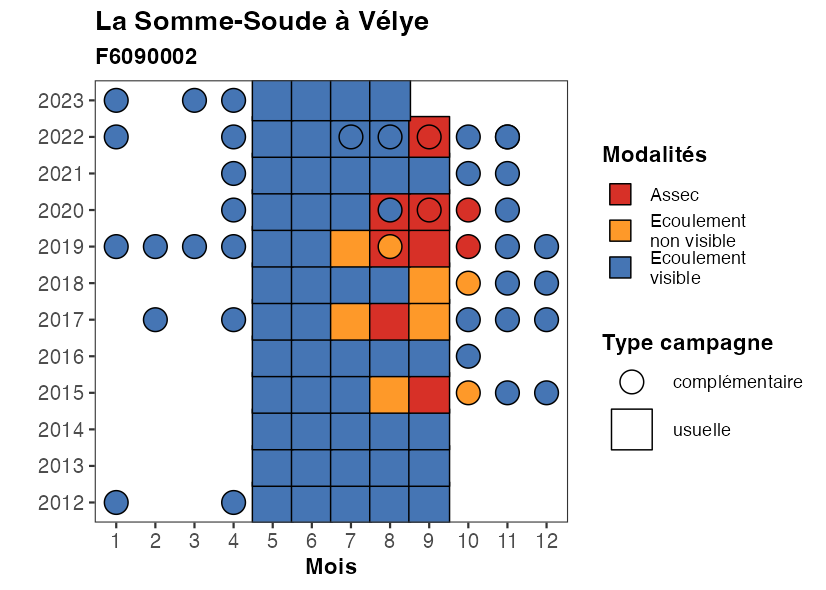 La Somme-Soude à Vélye
F6090002
2023
2022
2021
2020
2019
2018
2017
2016
2015
2014
2013
2012
1 2 3 4 5 6 7 8 9 10 11 12
Mois
Modalités
Assec
Ecoulement
non visible
Ecoulement
visible
Type campagne
complémentaire
usuelle